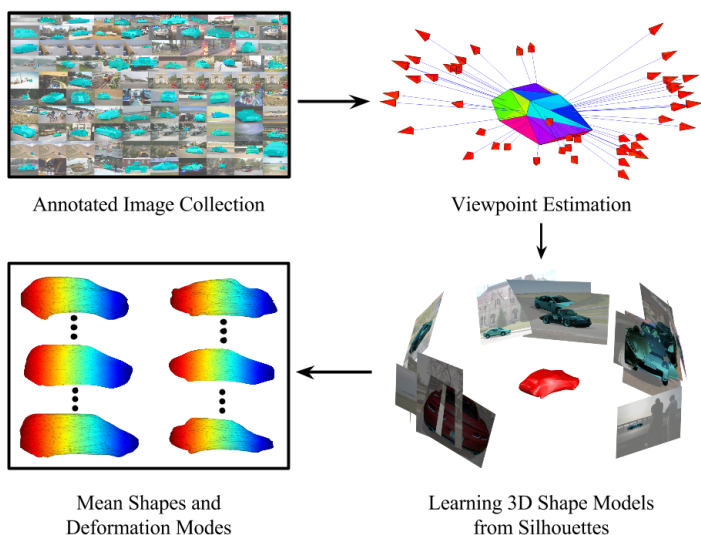 Annotated Image Collection
Viewpoint Estimation
Mean Shapes and
Deformation Modes
Learning 3D Shape Models
from Silhouettes